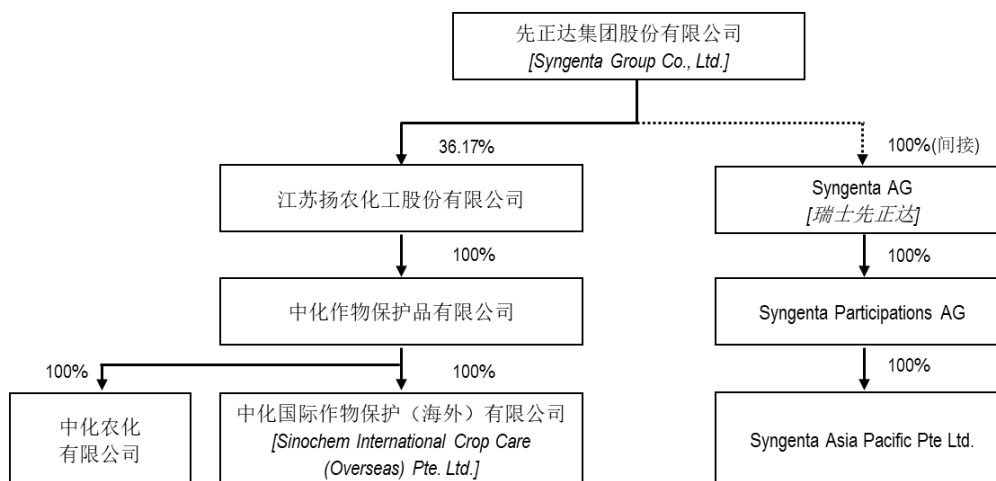 先正达集团股份有限公司
[Syngenta Group Co., Ltd.]
36.17%
100%(间接)
江苏扬农化工股份有限公司
Syngenta AG
[瑞士先正达]
100%
100%
中化作物保护品有限公司
Syngenta Participations AG
100%
100%
100%
中化农化
有限公司
中化国际作物保护（海外）有限公司
[Sinochem International Crop Care
(Overseas) Pte. Ltd.]
Syngenta Asia Pacific Pte Ltd.